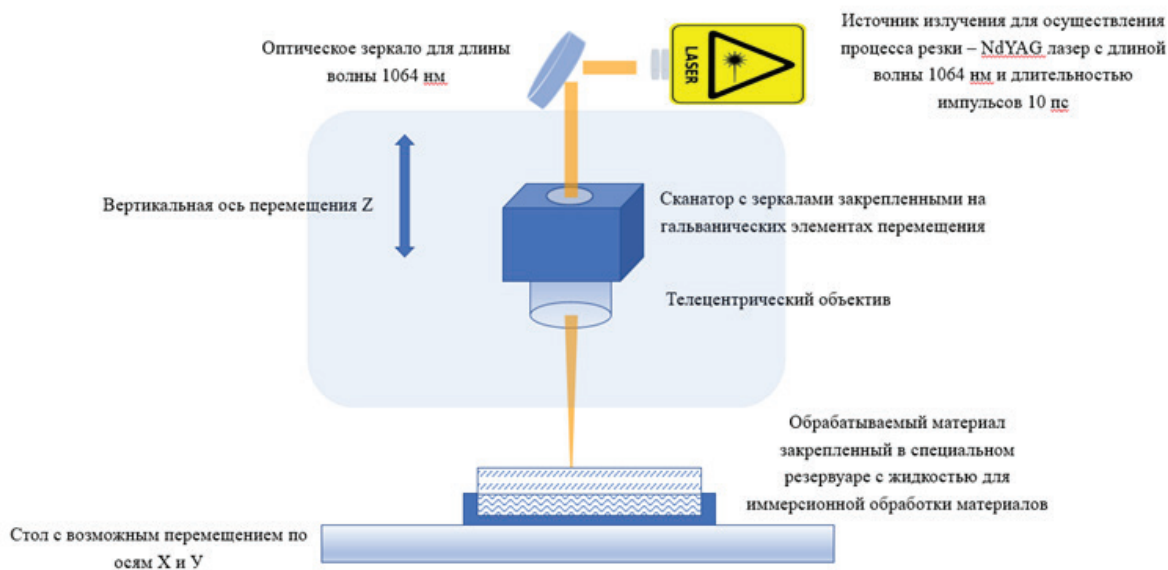 Оптическое зеркало для длины
волны 1064 нм
LASER
Источник излучения для осуществления
процесса резки – NdYAG лазер с длиной
волны 1064 нм и длительностью
импульсов 10 пс
Вертикальная ось перемещения Z
Сканатор с зеркалами закрепленными на
гальванических элементах перемещения
Телецентрический объектив
Обрабатываемый материал
закрепленный в специальном
резервуаре с жидкостью для
иммерсионной обработки материалов
Стол с возможным перемещением по
осям X и У